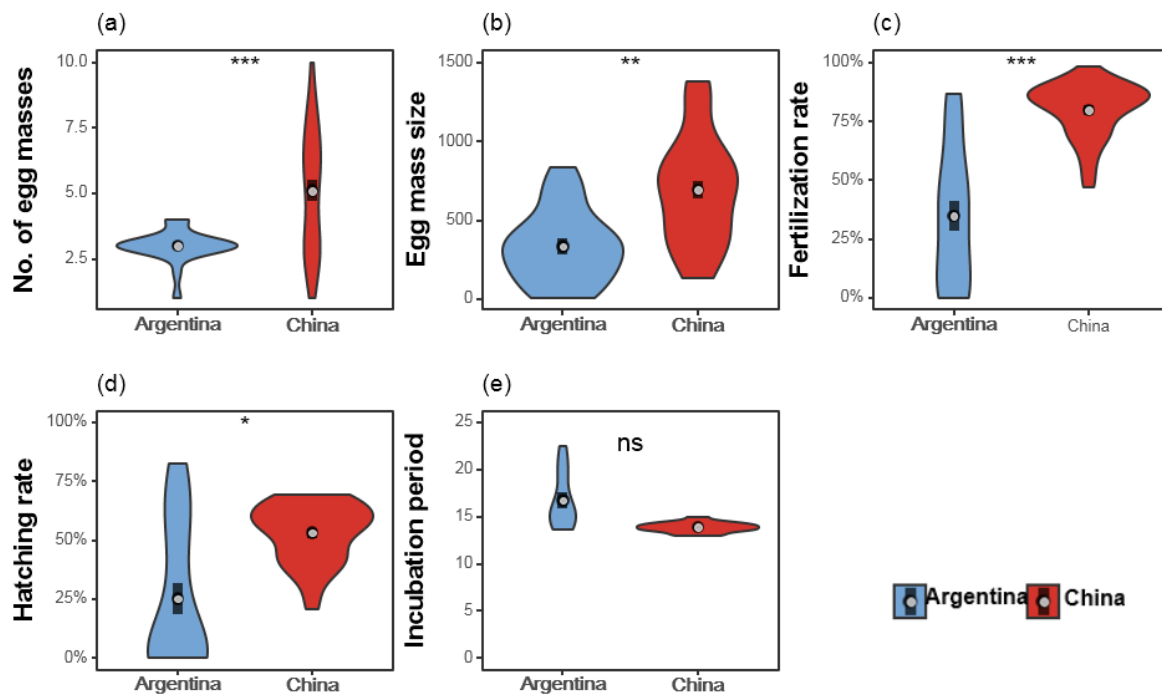 (a)
No. of egg masses
10.0
7.5
5.0
2.5
***
Argentina China
(b)
Egg mass size
1500
1000
500
0
**
Argentina China
(c)
Fertilization rate
100%
75%
50%
25%
0%
***
Argentina China
(d)
Hatching rate
100%
75%
50%
25%
0%
*
Argentina China
(e)
Incubation period
25
20
15
10
5
0
ns
Argentina China
Argentina China